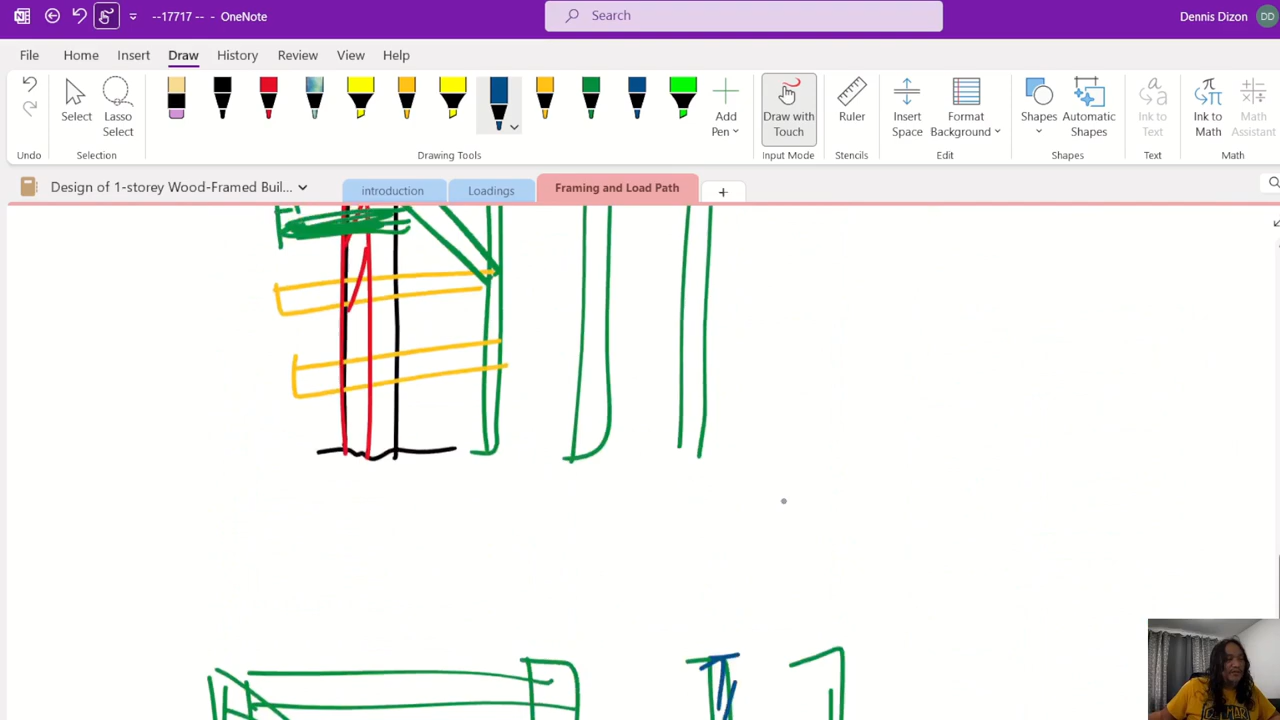 --17717 -- - OneNote
Search
Dennis Dizon
DD
File
Home
Insert
Draw
History
Review
View
Help
Undo
Select
Lasso
Select
Selection
Drawing Tools
Add
Pen
Draw with
Touch
Input Mode
Ruler
Stencils
Insert
Space
Format
Background
Edit
Shapes
Automatic
Shapes
Shapes
Ink to
Text
Text
Ink to
Math
Math
Assistant
Math
Design of 1-storey Wood-Framed Buil...
introduction
Loadings
Framing and Load Path
+